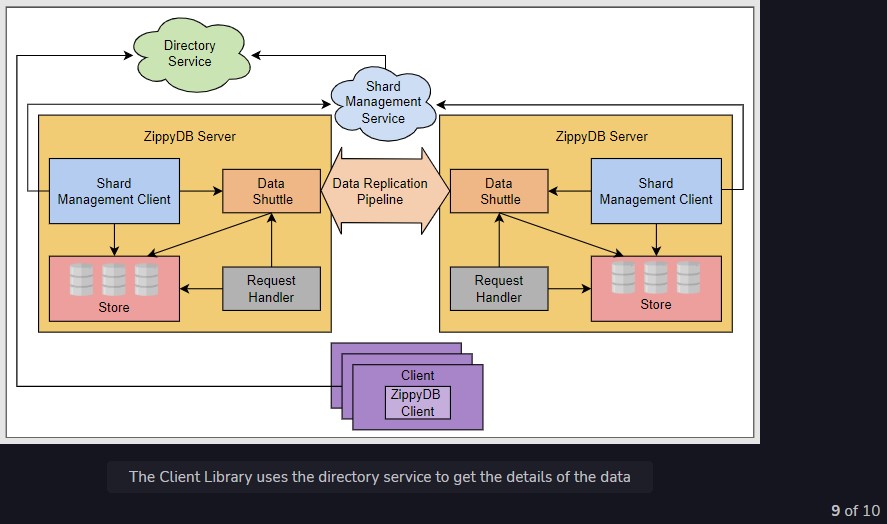 Directory
Service
Shard
Management
Service
ZippyDB Server
Shard
Management Client
Data
Shuttle
Data Replication
Pipeline
Store
Request
Handler
ZippyDB Server
Data
Shuttle
Shard
Management Client
Request
Handler
Store
Client
ZippyDB
Client
The Client Library uses the directory service to get the details of the data
9 of 10